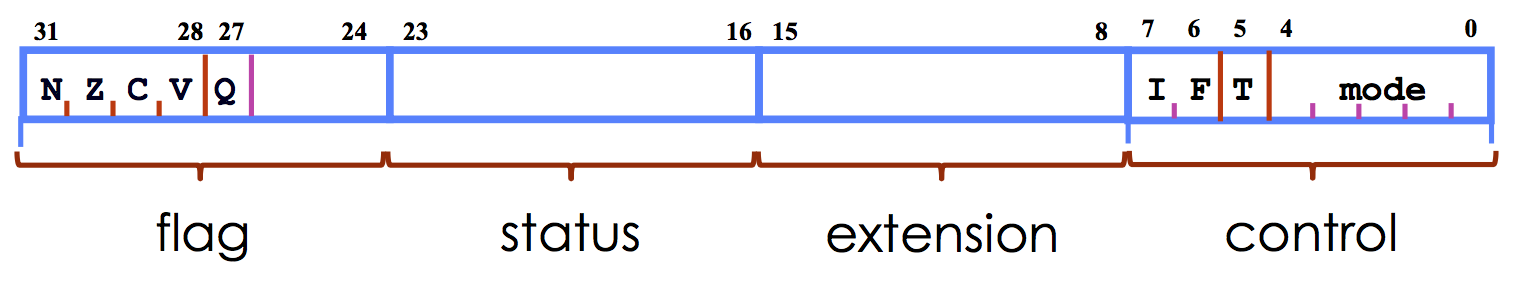 31 28 27 24 23 16 15 8 7 6 5 4 0
N Z C V Q I F T mode
flag status extension control